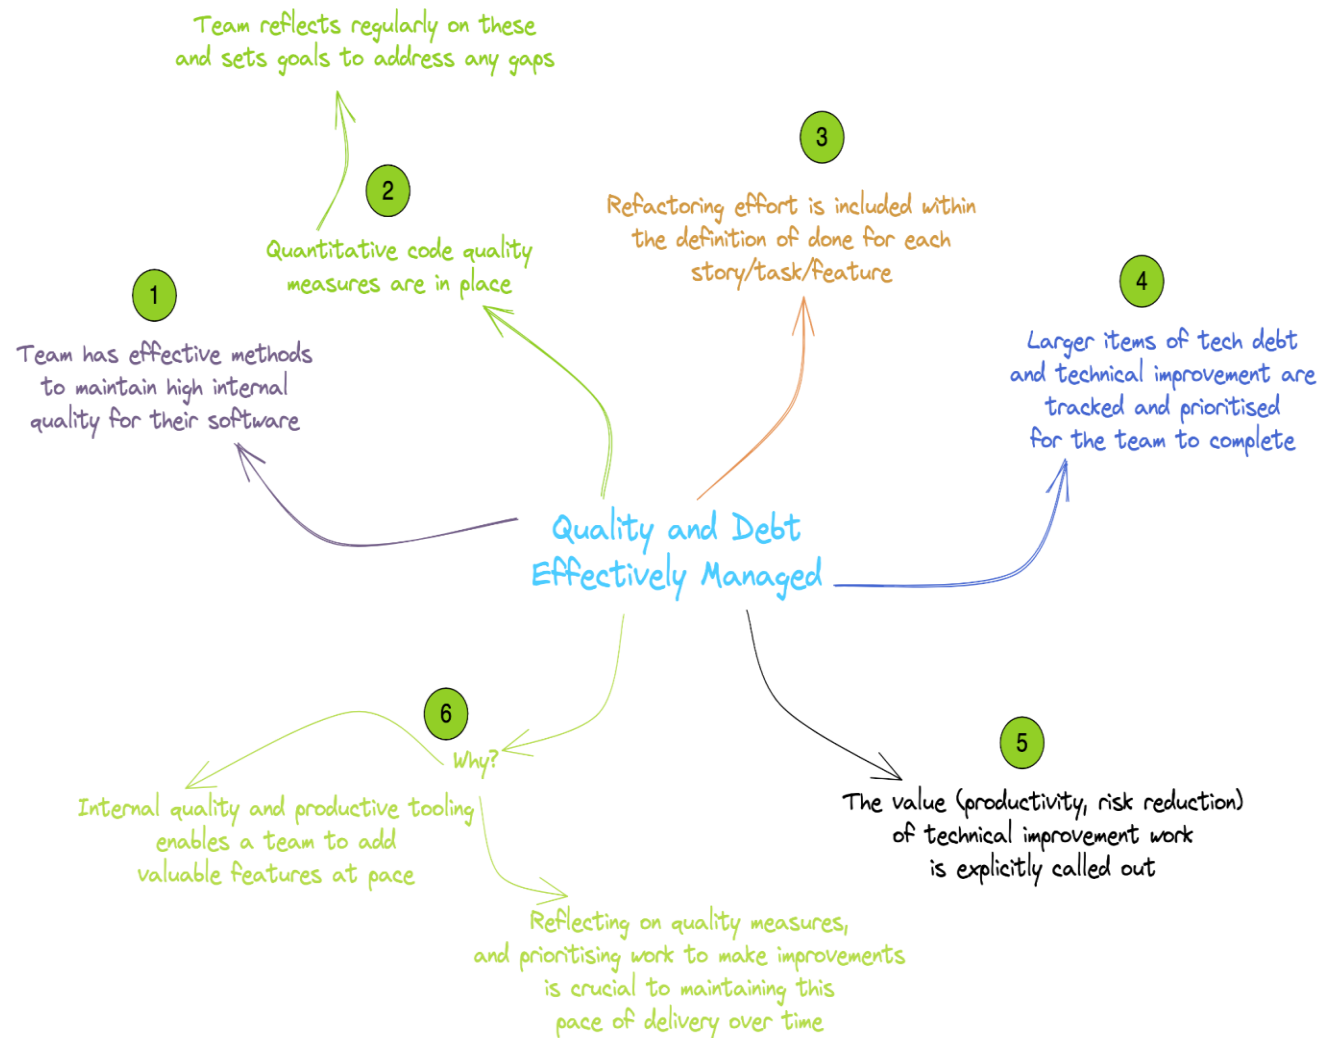 Team reflects regularly on these
and sets goals to address any gaps
2
Quantitative code quality
measures are in place
1
Team has effective methods
to maintain high internal
quality for their software
3
Refactoring effort is included within
the definition of done for each
story/task/feature
4
Larger items of tech debt
and technical improvement are
tracked and prioritised
for the team to complete
Quality and Debt
Effectively Managed
6
Why?
Internal quality and productive tooling
enables a team to add
valuable features at pace
Reflecting on quality measures,
and prioritising work to make improvements
is crucial to maintaining this
pace of delivery over time
5
The value (productivity, risk reduction)
of technical improvement work
is explicitly called out